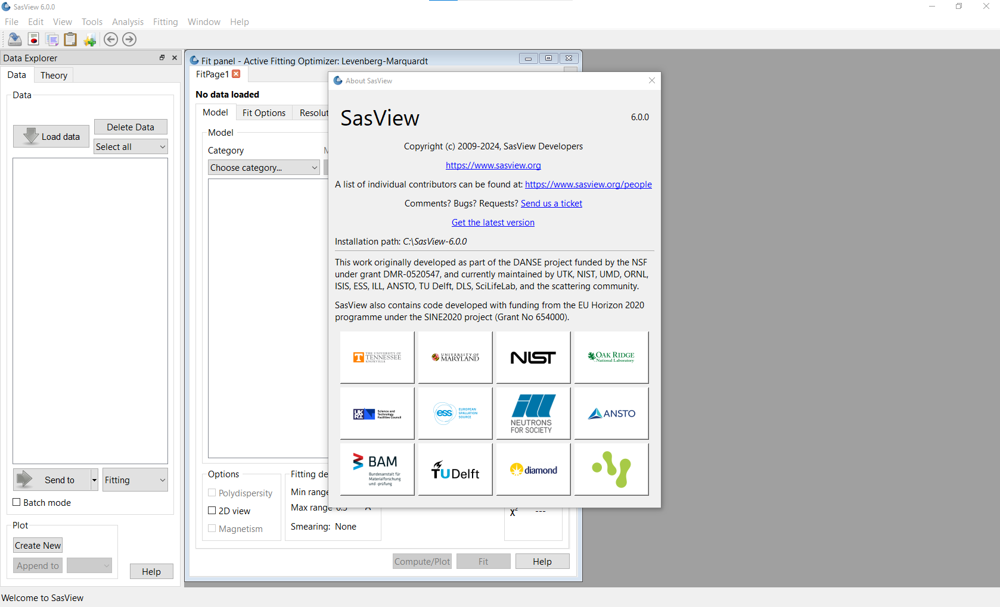 SasView 6.0.0
File Edit View Tools Analysis Fitting Window Help
Data Explorer
Data Theory
Data
Load data
Delete Data
Select all
Send to
Fitting
Batch mode
Plot
Create New
Append to
Help
Welcome to SasView
Fit panel - Active Fitting Optimizer: Levenberg-Marquardt
FitPage1
No data loaded
Model Fit Options Resolut
Model
Category M
Choose category...
Options
Polydispersity
2D view
Magnetism
Fitting de
Min range
Max range 0.5
Smearing: None
χ² ---
Compute/Plot Fit Help
About SasView
SasView 6.0.0
Copyright (c) 2009-2024, SasView Developers
https://www.sasview.org
A list of individual contributors can be found at: https://www.sasview.org/people
Comments? Bugs? Requests? Send us a ticket
Get the latest version
Installation path: C:\SasView-6.0.0
This work originally developed as part of the DANSE project funded by the NSF
under grant DMR-0520547, and currently maintained by UTK, NIST, UMD, ORNL,
ISIS, ESS, ILL, ANSTO, TU Delft, DLS, SciLifeLab, and the scattering community.
SasView also contains code developed with funding from the EU Horizon 2020
programme under the SINE2020 project (Grant No 654000).
T THE UNIVERSITY OF
TENNESSEE
KNOXVILLE
UNIVERSITY OF
MARYLAND
NIST
OAK RIDGE
National Laboratory
UKRI
Science and
Technology
Facilities Council
ess
EUROPEAN
SPALLATION
SOURCE
ill
NEUTRONS
FOR SOCIETY
ANSTO
BAM
Bundesanstalt für
Materialforschung
und -prüfung
TUDelft
diamond